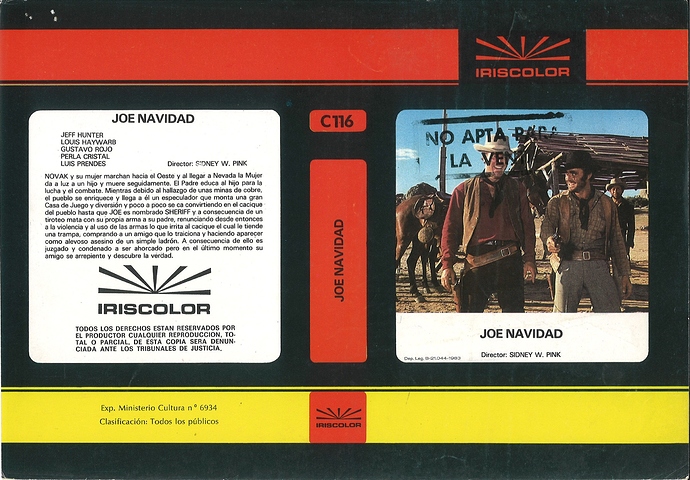 IRISCOLOR
JOE NAVIDAD
JEFF HUNTER
LOUIS HAYWARB
GUSTAVO ROJO
PERLA CRISTAL
LUIS PRENDES
Director: SIDNEY W. PINK
NOVAK y su mujer marchan hacia el Oeste y al llegar a Nevada la Mujer
da a luz a un hijo y muere seguidamente. El Padre educa al hijo para la
lucha y el combate. Mientras debido al hallazgo de unas minas de cobre,
el pueblo se enriquece y llega a él un especulador que monta una gran
Casa de Juego y diversión y poco a poco se ca convirtiendo en el cacique
del pueblo hasta que JOE es nombrado SHERIFF y a consecuencia de un
tiroteo mata con su propia arma a su padre, renunciando desde entonces
a la violencia y al uso de las armas lo que irrita al cacique el cual le tiende
una trampa, comprando a un amigo que lo traiciona y haciendo aparecer
como alevoso asesino de un simple ladrón. A consecuencia de ello es
juzgado y condenado a ser ahorcado pero en el último momento su
amigo se arrepiente y descubre la verdad.
IRISCOLOR
TODOS LOS DERECHOS ESTAN RESERVADOS POR
EL PRODUCTOR CUALQUIER REPRODUCCION, TO-
TAL O PARCIAL, DE ESTA COPIA SERA DENUN-
CIADA ANTE LOS TRIBUNALES DE JUSTICIA.
Exp. Ministerio Cultura nº 6934
Clasificación: Todos los públicos
C116
JOE NAVIDAD
IRISCOLOR
NO APTA PARA
LA VENTA
JOE NAVIDAD
Director: SIDNEY W. PINK
Dep. Leg. B-21.044-1983